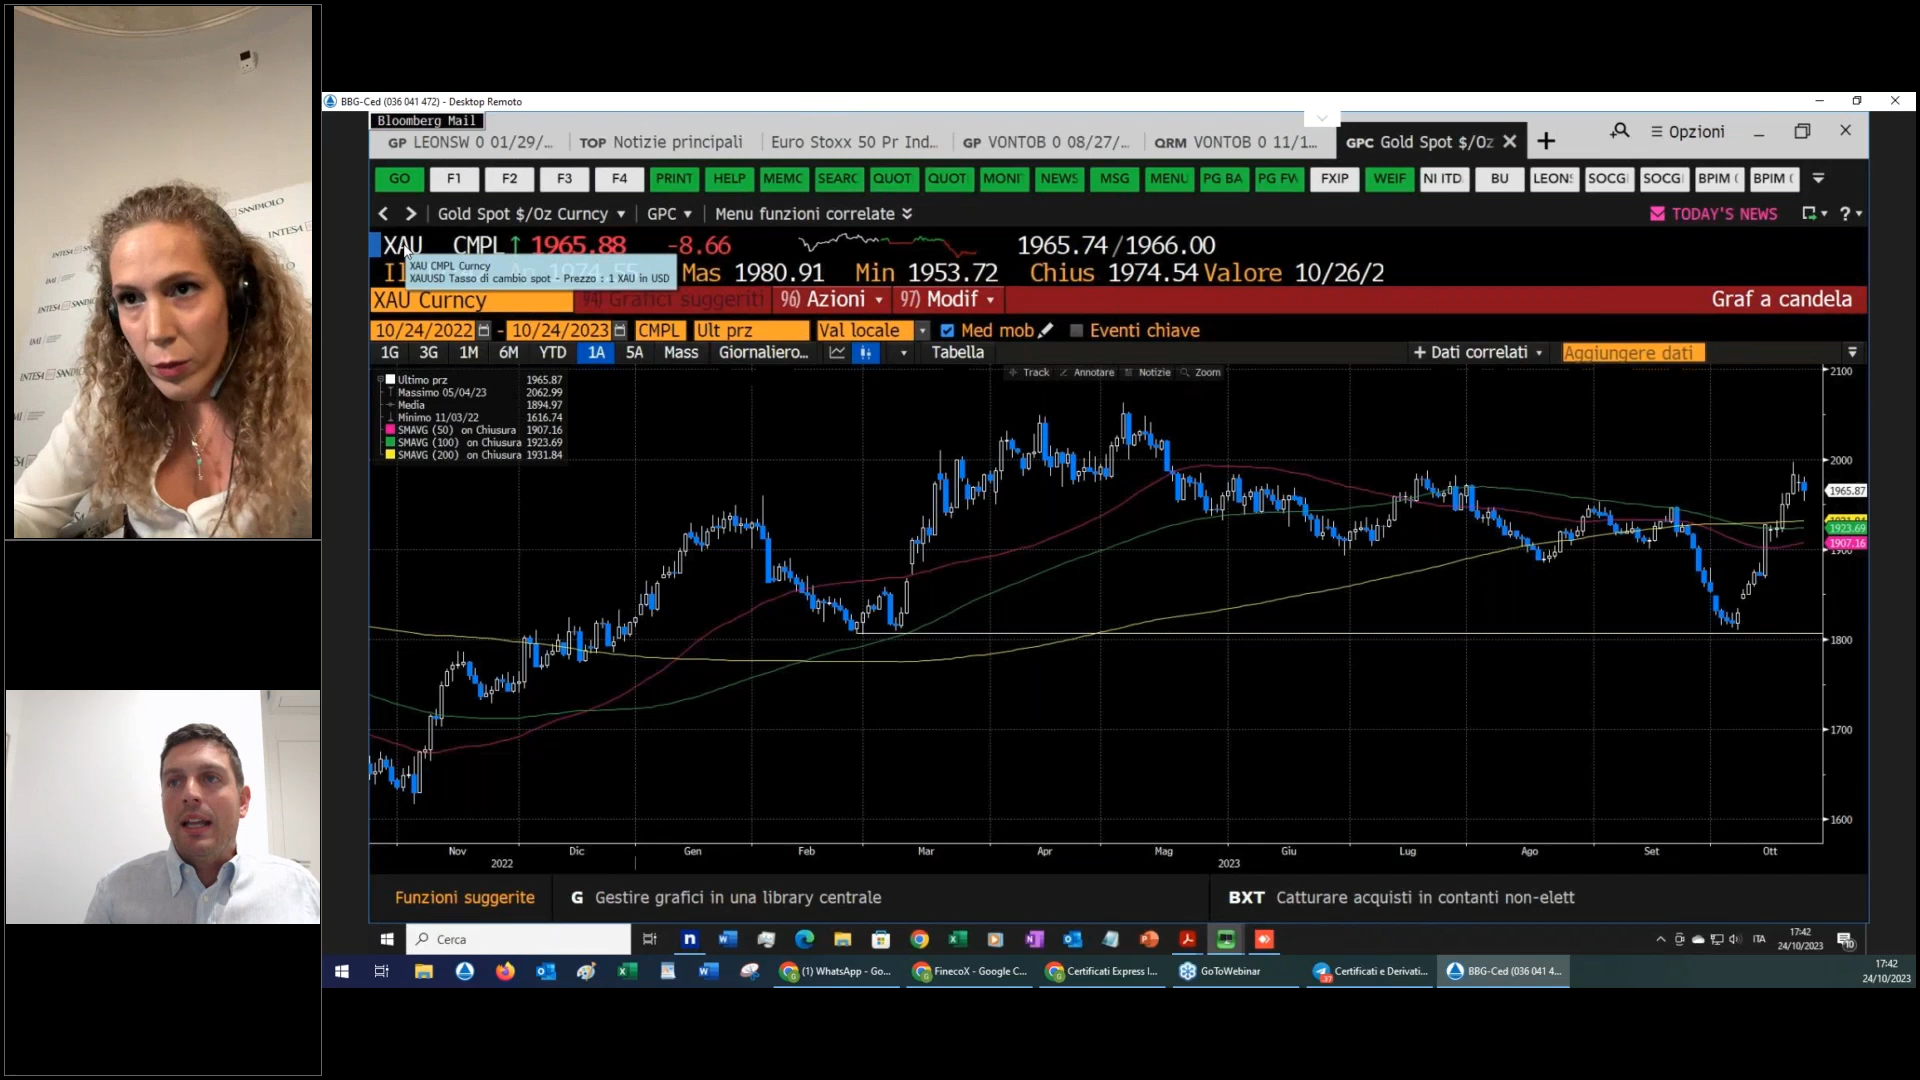 SANPAOLO
INTESA
BBG-Ced (036 041 472) - Desktop Remoto
Bloomberg Mail
GP LEONSW 0 01/29/...
TOP Notizie principali
Euro Stoxx 50 Pr Ind...
GP VONTOB 0 08/27/...
QRM VONTOB 0 11/1...
GPC Gold Spot $/Oz
Opzioni
GO F1 F2 F3 F4 PRINT HELP MEMC SEARC QUOT QUOT MONI NEWS MSG MENU PG BA PG FW FXIP WEIF NI ITD BU LEON SOCG SOCG BPIM BPIM
Gold Spot $/Oz Curncy GPC Menu funzioni correlate TODAY'S NEWS ?
XAU CMPL ↑ 1965.88 -8.66 1965.74/1966.00
XAU CMPL Curncy
XAUUSD Tasso di cambio spot - Prezzo : 1 XAU in USD
Mas 1980.91 Min 1953.72 Chius 1974.54 Valore 10/26/2
XAU Curncy 94) Grafici suggeriti 96) Azioni 97) Modif Graf a candela
10/24/2022 - 10/24/2023 CMPL Ult prz Val locale Med mob Eventi chiave
1G 3G 1M 6M YTD 1A 5A Mass Giornaliero... Tabella + Dati correlati Aggiungere dati
Track Annotare Notizie Zoom
Ultimo prz 1965.87
Massimo 05/04/23 2062.99
Media 1894.97
Minimo 11/03/22 1616.74
SMAVG (50) on Chiusura 1907.16
SMAVG (100) on Chiusura 1923.69
SMAVG (200) on Chiusura 1931.84
2100
2000
1965.87
1923.69
1907.16
1900
1800
1700
1600
Nov Dic Gen Feb Mar Apr Mag Giu Lug Ago Set Ott
2022 2023
Funzioni suggerite G Gestire grafici in una library centrale BXT Catturare acquisti in contanti non-elett
Cerca
ITA
17:42
24/10/2023
10
(1) WhatsApp - Go...
FinecoX - Google C...
Certificati Express I...
GoToWebinar
Certificati e Derivati...
BBG-Ced (036 041 4...
17:42
24/10/2023